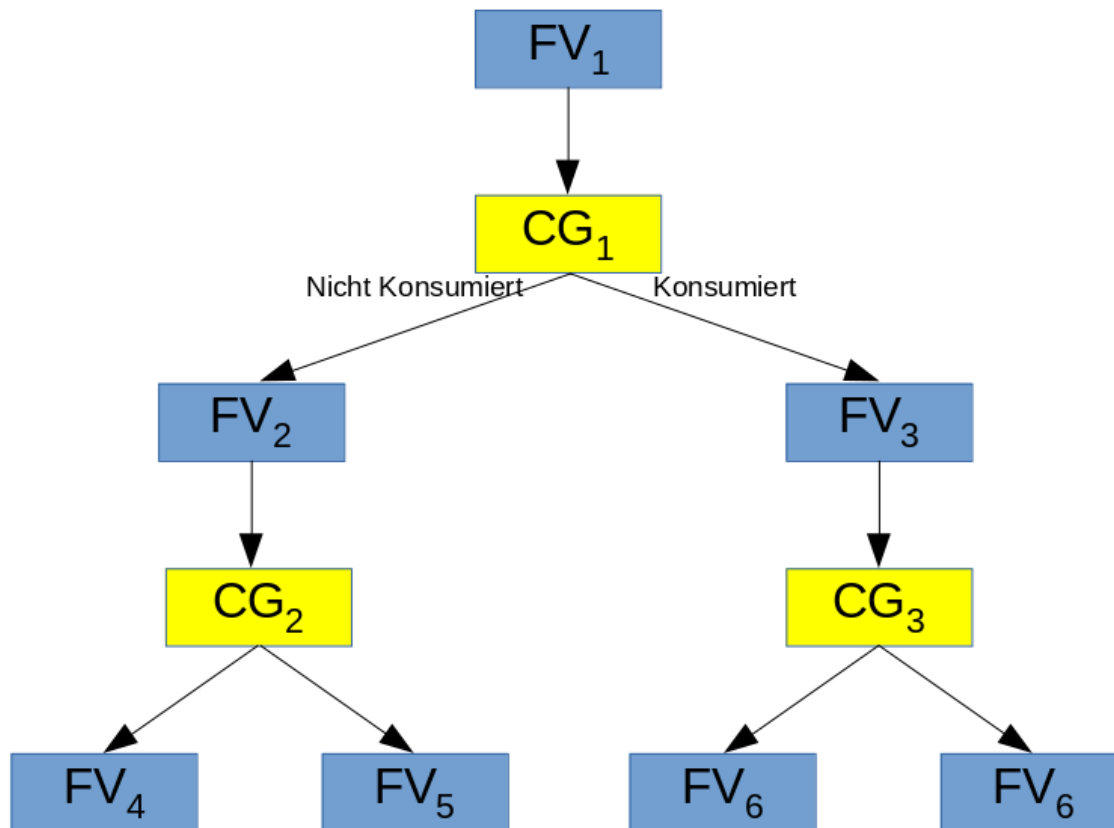 FV1
CG1
Nicht Konsumiert
Konsumiert
FV2
FV3
CG2
CG3
FV4
FV5
FV6
FV6